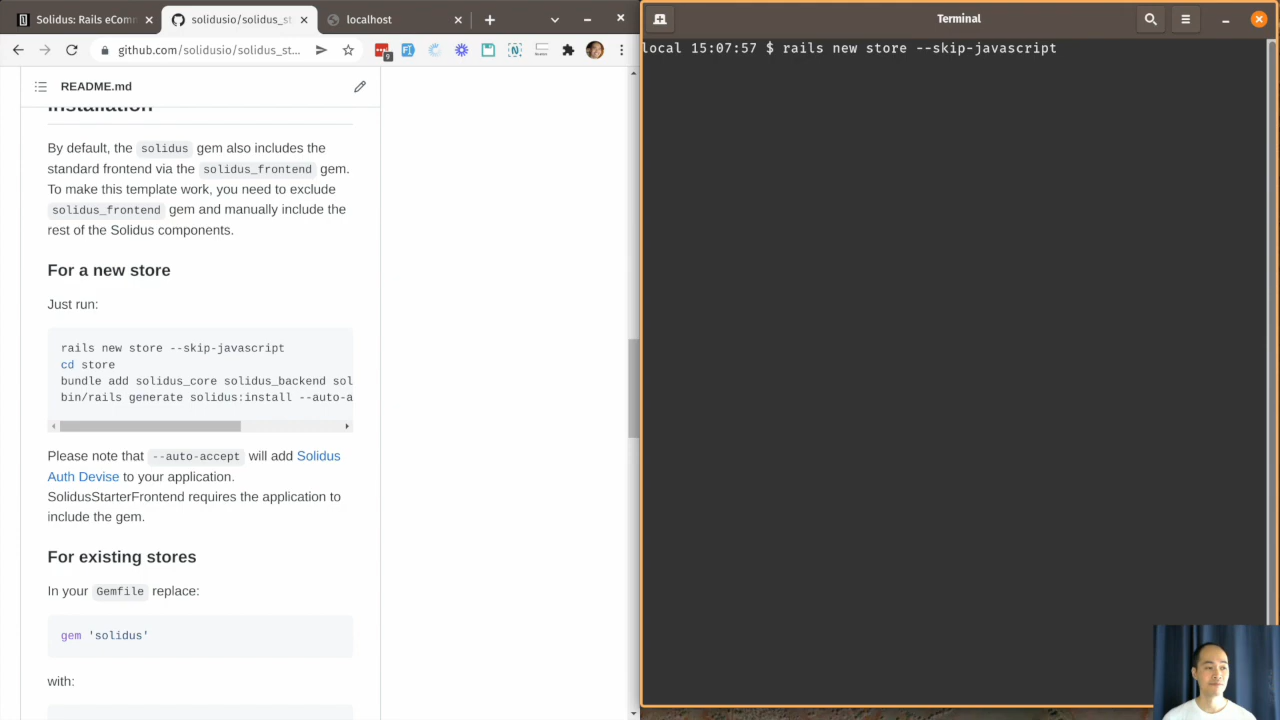 Solidus: Rails eComm
solidusio/solidus_st
localhost
github.com/solidusio/solidus_st...
9
README.md
Installation
By default, the solidus gem also includes the
standard frontend via the solidus_frontend gem.
To make this template work, you need to exclude
solidus_frontend gem and manually include the
rest of the Solidus components.
For a new store
Just run:
rails new store --skip-javascript
cd store
bundle add solidus_core solidus_backend sol
bin/rails generate solidus:install --auto-a
Please note that --auto-accept will add Solidus
Auth Devise to your application.
SolidusStarterFrontend requires the application to
include the gem.
For existing stores
In your Gemfile replace:
gem 'solidus'
with:
Terminal
local 15:07:57 $ rails new store --skip-javascript